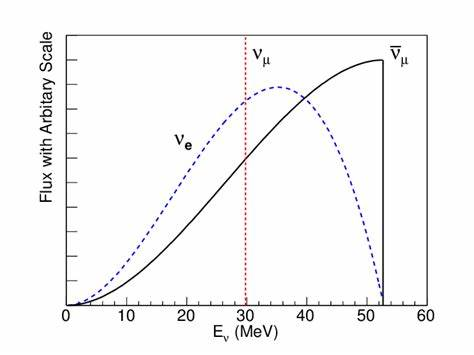 Flux with Arbitary Scale
ν_μ
ν̄_μ
ν_e
0 10 20 30 40 50 60
E_ν (MeV)